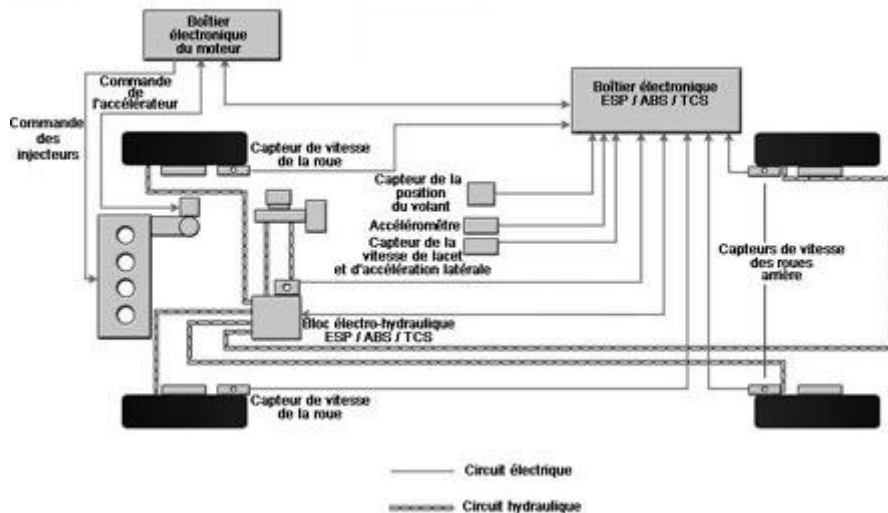 Boîtier
électronique
du moteur
Commande
de
l'accélérateur
Commande
des
injecteurs
Boîtier électronique
ESP / ABS / TCS
Capteur de vitesse
de la roue
Capteur de la
position
du volant
Accéléromètre
Capteur de la
vitesse de lacet
et d'accélération latérale
Capteurs de vitesse
des roues
arrière
Bloc électro-hydraulique
ESP / ABS / TCS
Capteur de vitesse
de la roue
Circuit électrique
Circuit hydraulique